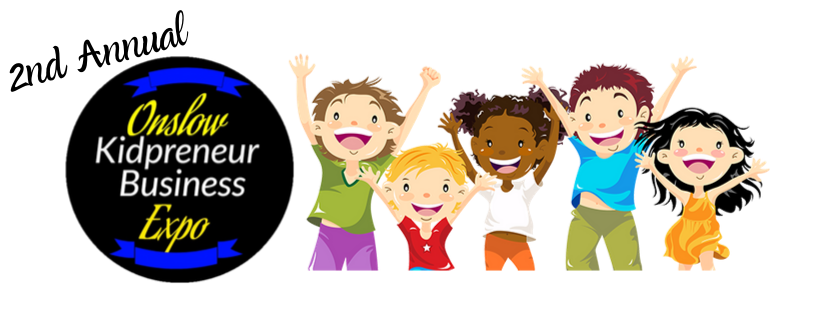 2nd Annual
Onslow
Kidpreneur
Business
Expo